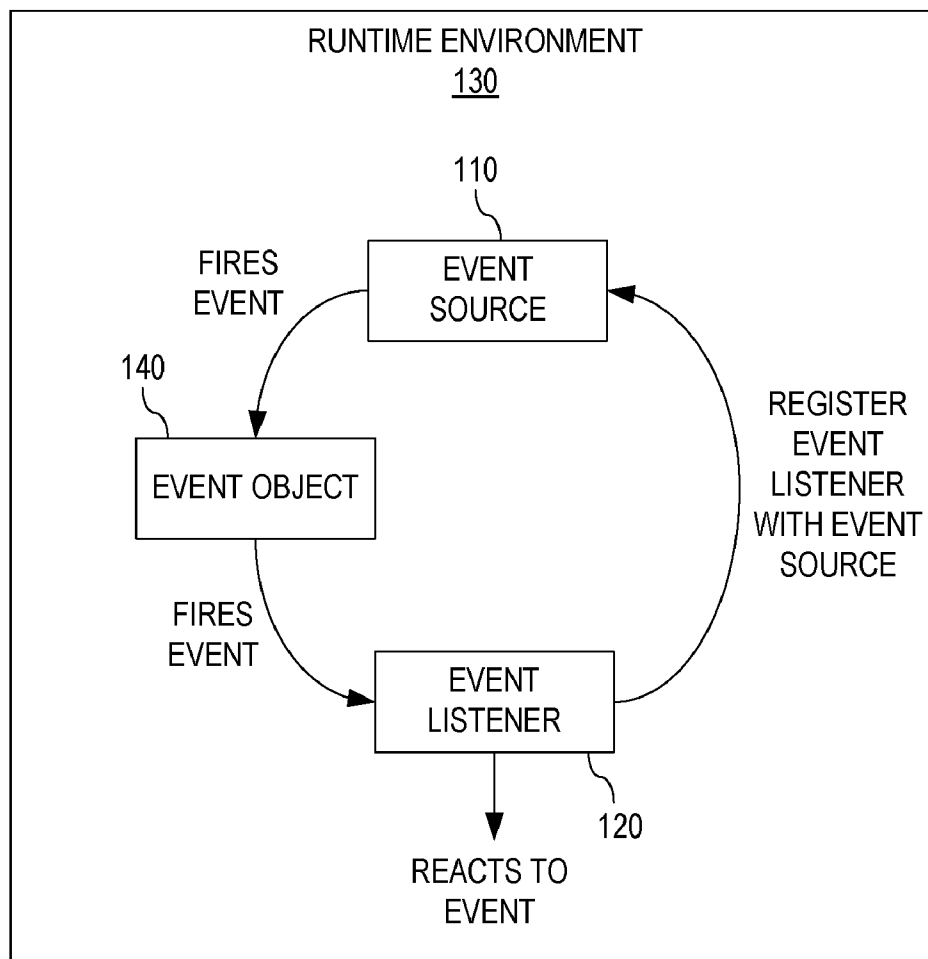 RUNTIME ENVIRONMENT
130
110
FIRES
EVENT
EVENT
SOURCE
140
EVENT OBJECT
REGISTER
EVENT
LISTENER
WITH EVENT
SOURCE
FIRES
EVENT
EVENT
LISTENER
120
REACTS TO
EVENT